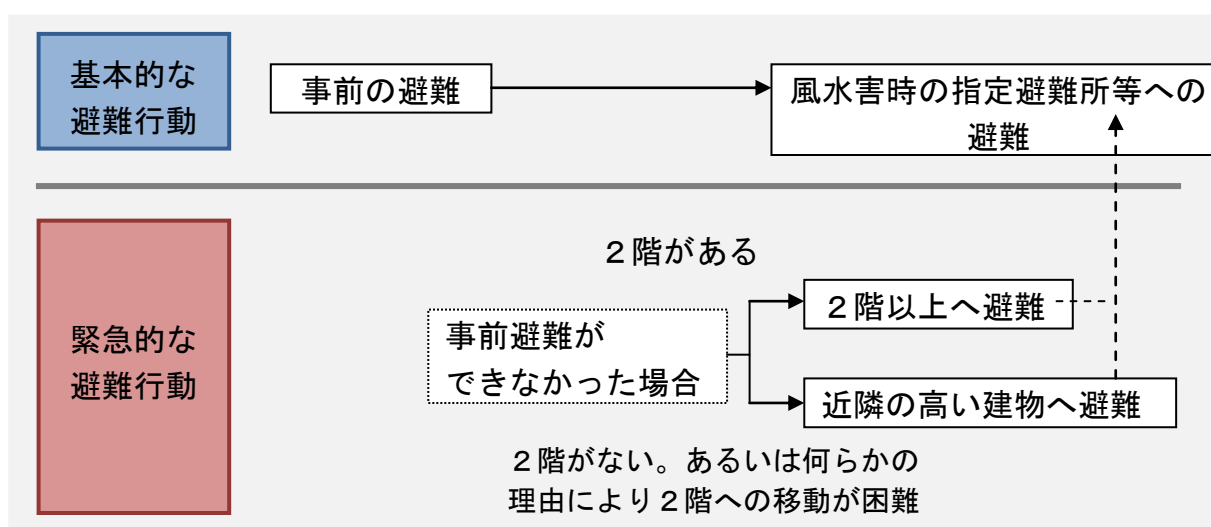 基本的な
避難行動
事前の避難
風水害時の指定避難所等への
避難
緊急的な
避難行動
２階がある
２階以上へ避難
事前避難が
できなかった場合
近隣の高い建物へ避難
２階がない。あるいは何らかの
理由により２階への移動が困難